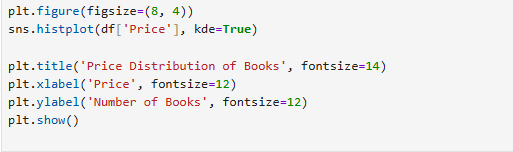 plt.figure(figsize=(8, 4))
sns.histplot(df['Price'], kde=True)
plt.title('Price Distribution of Books', fontsize=14)
plt.xlabel('Price', fontsize=12)
plt.ylabel('Number of Books', fontsize=12)
plt.show()